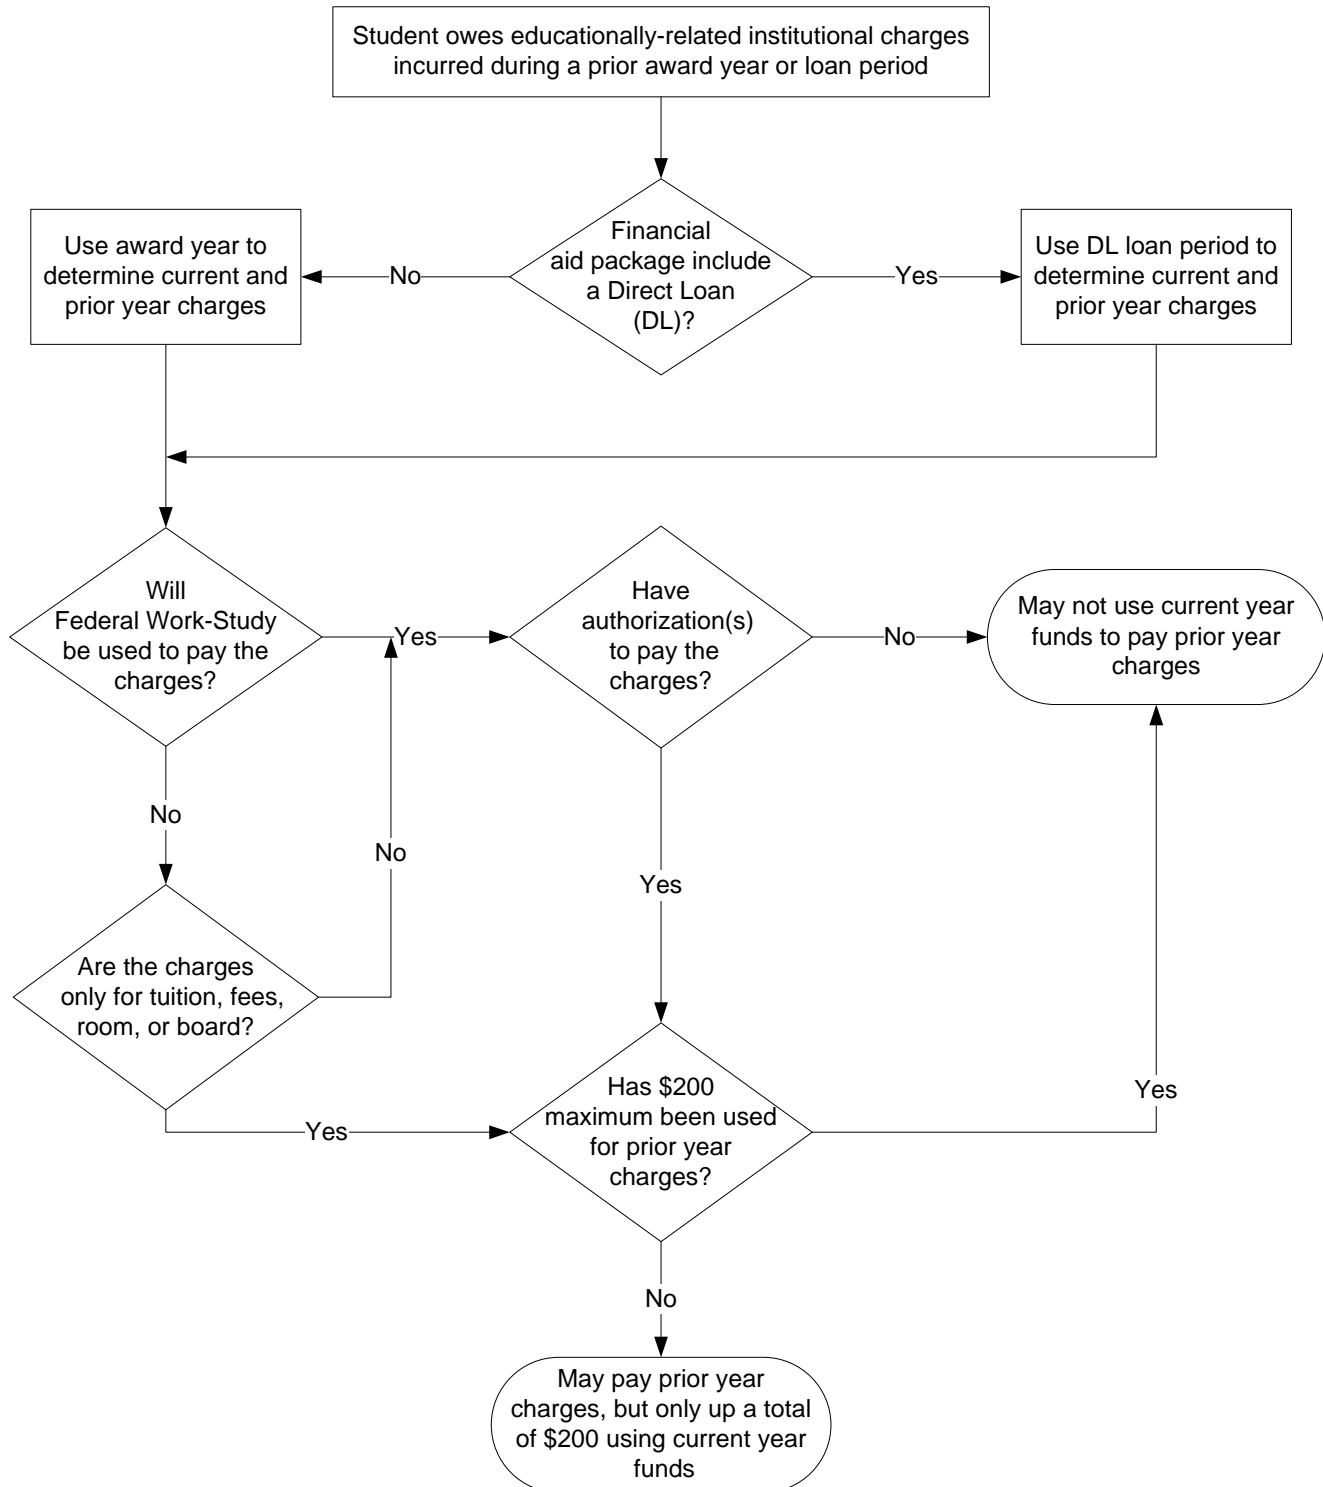 Student owes educationally-related institutional charges
incurred during a prior award year or loan period
Financial
aid package include
a Direct Loan
(DL)?
No
Yes
Use award year to
determine current and
prior year charges
Use DL loan period to
determine current and
prior year charges
Will
Federal Work-Study
be used to pay the
charges?
Yes
Have
authorization(s)
to pay the
charges?
No
May not use current year
funds to pay prior year
charges
No
No
Yes
Are the charges
only for tuition, fees,
room, or board?
Yes
Has $200
maximum been used
for prior year
charges?
Yes
No
May pay prior year
charges, but only up a total
of $200 using current year
funds